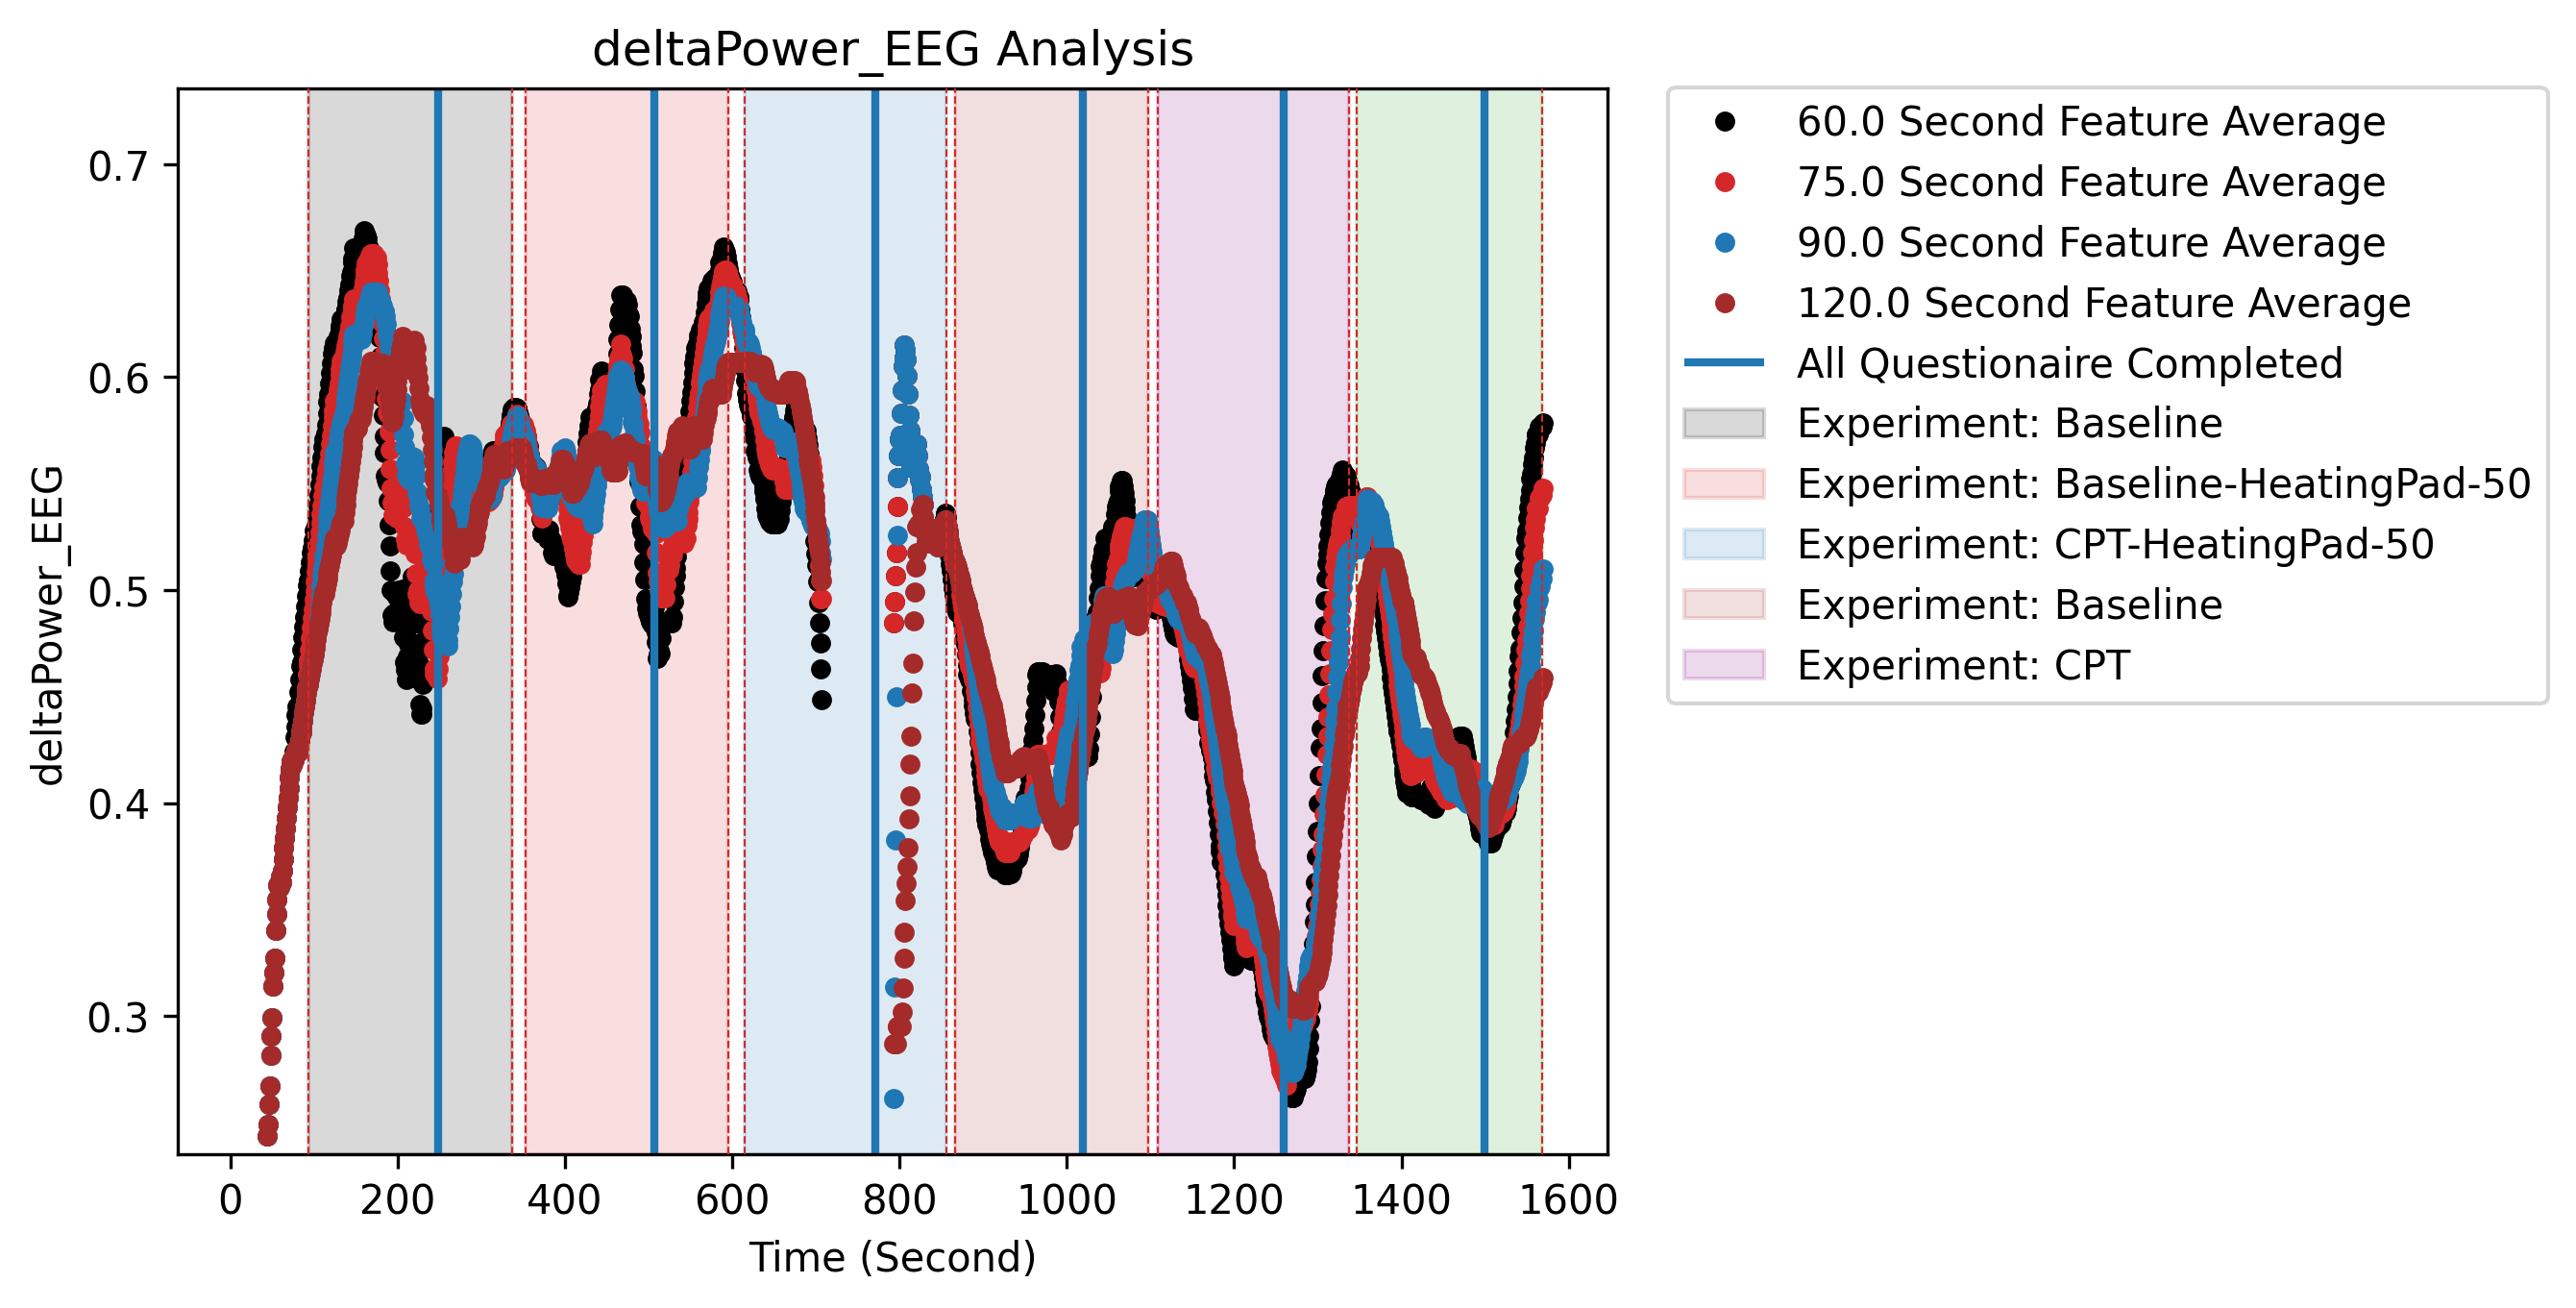 deltaPower_EEG Analysis
deltaPower_EEG
0.7
0.6
0.5
0.4
0.3
0 200 400 600 800 1000 1200 1400 1600
Time (Second)
60.0 Second Feature Average
75.0 Second Feature Average
90.0 Second Feature Average
120.0 Second Feature Average
All Questionaire Completed
Experiment: Baseline
Experiment: Baseline-HeatingPad-50
Experiment: CPT-HeatingPad-50
Experiment: Baseline
Experiment: CPT